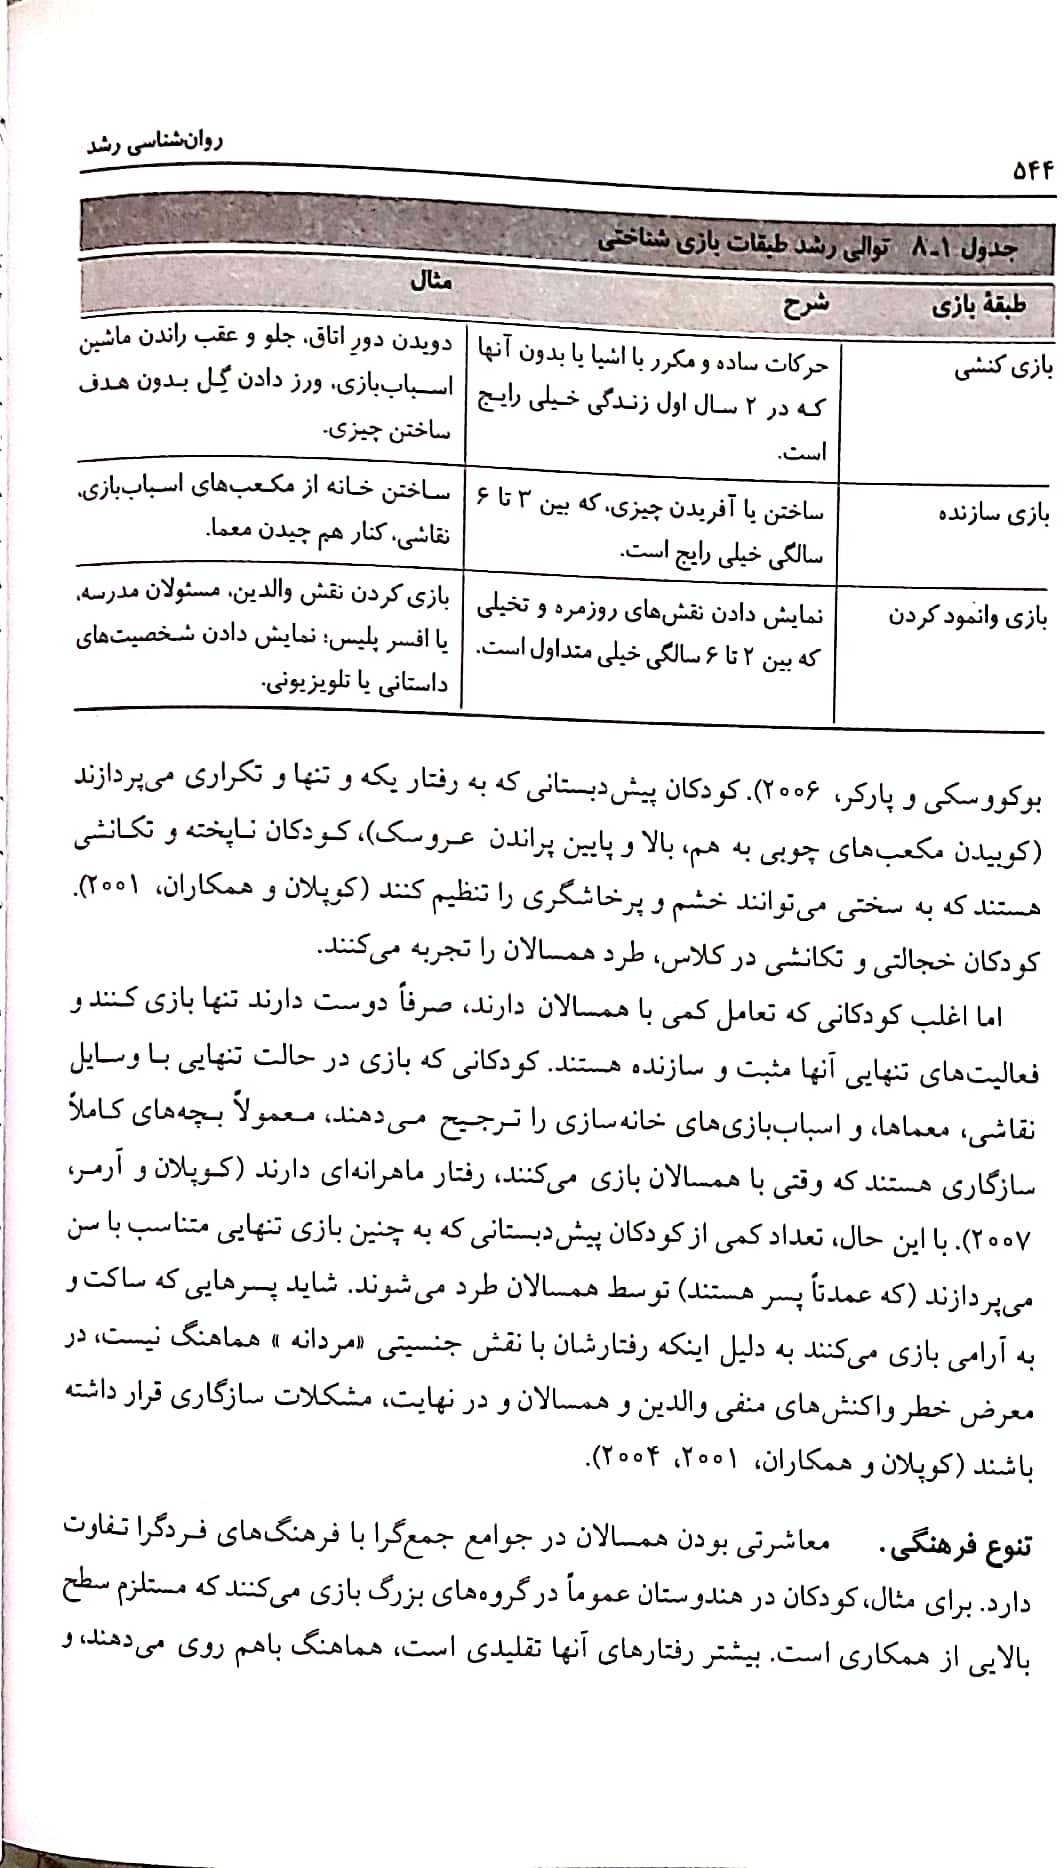 ۵۴۴
روان‌شناسی رشد
جدول ۱ـ۸ توالی رشد طبقات بازی شناختی
طبقهٔ بازی
شرح
مثال
بازی کنشی
حرکات ساده و مکرر با اشیا یا بدون آنها
که در ۲ سال اول زندگی خیلی رایج
است.
دویدن دورِ اتاق، جلو و عقب راندن ماشین
اسباب‌بازی، ورز دادن گِل بدون هدف
ساختن چیزی.
بازی سازنده
ساختن یا آفریدن چیزی، که بین ۳ تا ۶
سالگی خیلی رایج است.
ساختن خانه از مکعب‌های اسباب‌بازی،
نقاشی، کنار هم چیدن معما.
بازی وانمود کردن
نمایش دادن نقش‌های روزمره و تخیلی
که بین ۲ تا ۶ سالگی خیلی متداول است.
بازی کردن نقش والدین، مسئولان مدرسه،
یا افسر پلیس؛ نمایش دادن شخصیت‌های
داستانی یا تلویزیونی.
بوکووسکی و پارکر، ۲۰۰۶). کودکان پیش‌دبستانی که به رفتار یکه و تنها و تکراری می‌پردازند
(کوبیدن مکعب‌های چوبی به هم، بالا و پایین پراندن عروسک)، کودکان ناپخته و تکانشی
هستند که به سختی می‌توانند خشم و پرخاشگری را تنظیم کنند (کوپلان و همکاران، ۲۰۰۱).
کودکان خجالتی و تکانشی در کلاس، طرد همسالان را تجربه می‌کنند.
اما اغلب کودکانی که تعامل کمی با همسالان دارند، صرفاً دوست دارند تنها بازی کنند و
فعالیت‌های تنهایی آنها مثبت و سازنده هستند. کودکانی که بازی در حالت تنهایی با وسایل
نقاشی، معماها، و اسباب‌بازی‌های خانه‌سازی را ترجیح می‌دهند، معمولاً بچه‌های کاملاً
سازگاری هستند که وقتی با همسالان بازی می‌کنند، رفتار ماهرانه‌ای دارند (کوپلان و آرمر،
۲۰۰۷). با این حال، تعداد کمی از کودکان پیش‌دبستانی که به چنین بازی تنهایی متناسب با سن
می‌پردازند (که عمدتاً پسر هستند) توسط همسالان طرد می‌شوند. شاید پسرهایی که ساکت و
به آرامی بازی می‌کنند به دلیل اینکه رفتارشان با نقش جنسیتی «مردانه » هماهنگ نیست، در
معرض خطر واکنش‌های منفی والدین و همسالان و در نهایت، مشکلات سازگاری قرار داشته
باشند (کوپلان و همکاران، ۲۰۰۱، ۲۰۰۴).
تنوع فرهنگی. معاشرتی بودن همسالان در جوامع جمع‌گرا با فرهنگ‌های فردگرا تفاوت
دارد. برای مثال، کودکان در هندوستان عموماً در گروه‌های بزرگ بازی می‌کنند که مستلزم سطح
بالایی از همکاری است. بیشتر رفتارهای آنها تقلیدی است، هماهنگ باهم روی می‌دهند، و